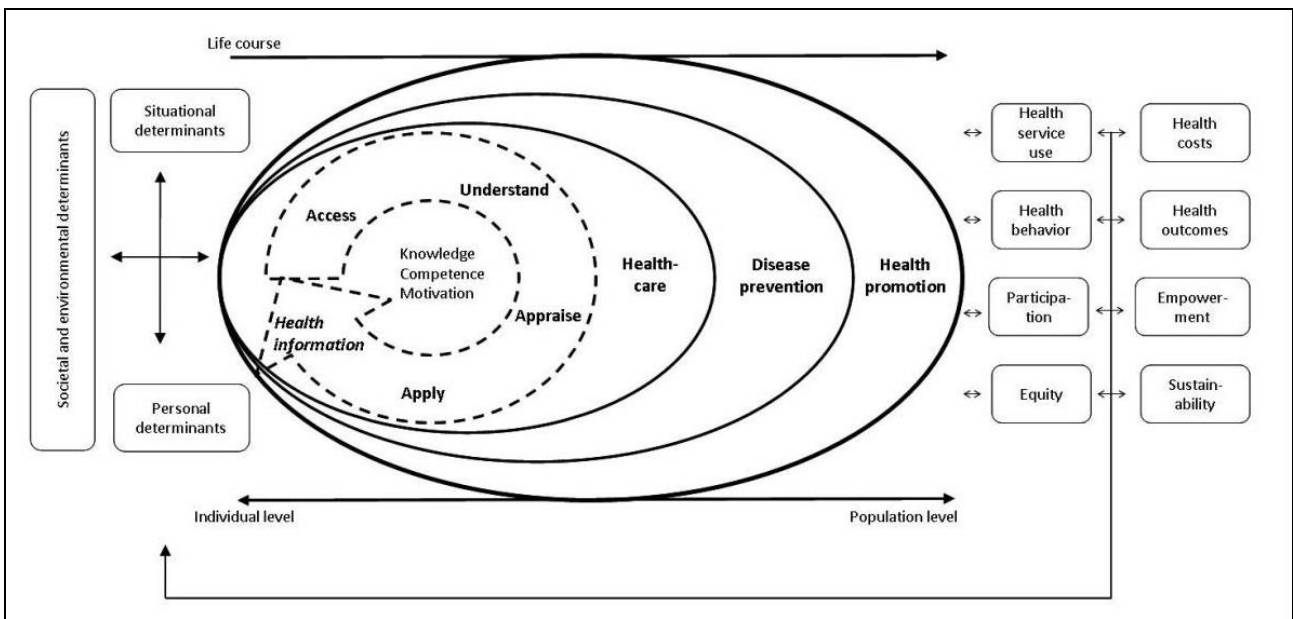 Life course
Societal and environmental determinants
Situational
determinants
Personal
determinants
Access
Understand
Knowledge
Competence
Motivation
Health
information
Appraise
Apply
Health-
care
Disease
prevention
Health
promotion
Individual level
Population level
Health
service
use
Health
costs
Health
behavior
Health
outcomes
Participa-
tion
Empower-
ment
Equity
Sustain-
ability